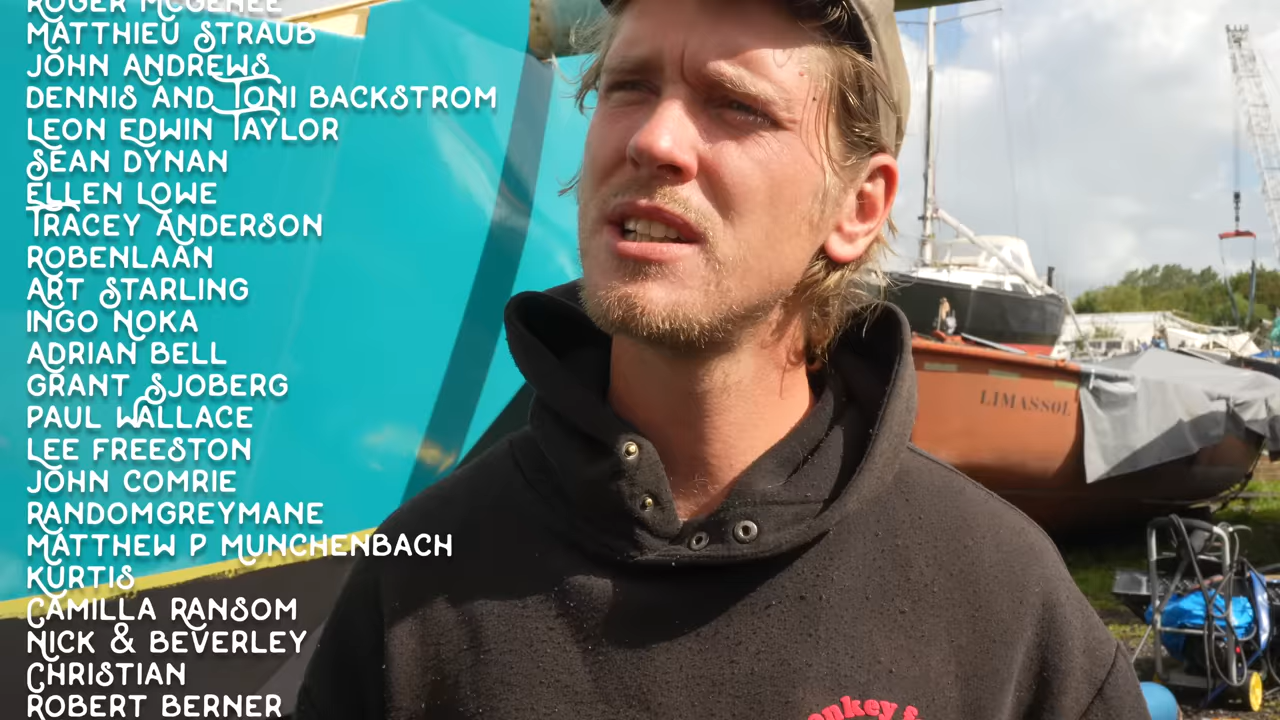 ROGER MCGEHEE
MATTHIEU STRAUB
JOHN ANDREWS
DENNIS AND TONI BACKSTROM
LEON EDWIN TAYLOR
SEAN DYNAN
ELLEN LOWE
TRACEY ANDERSON
ROBENLAAN
ART STARLING
INGO NOKA
ADRIAN BELL
GRANT SJOBERG
PAUL WALLACE
LEE FREESTON
JOHN COMRIE
RANDOMGREYMANE
MATTHEW P MUNCHENBACH
KURTIS
CAMILLA RANSOM
NICK & BEVERLEY
CHRISTIAN
ROBERT BERNER
LIMASSOL